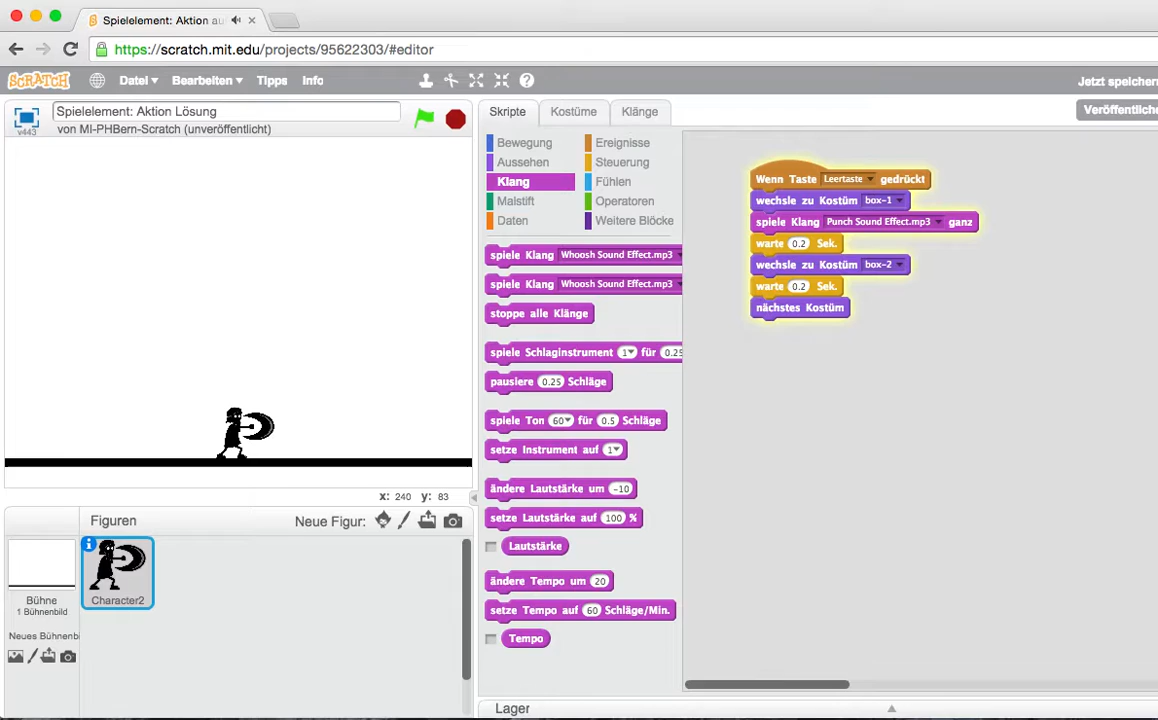 Spielelement: Aktion au
https://scratch.mit.edu/projects/95622303/#editor
SCRATCH Datei Bearbeiten Tipps Info Jetzt speicher
Veröffentliche
v443
Spielelement: Aktion Lösung
von MI-PHBern-Scratch (unveröffentlicht)
Skripte Kostüme Klänge
Bewegung Ereignisse
Aussehen Steuerung
Klang Fühlen
Malstift Operatoren
Daten Weitere Blöcke
spiele Klang Whoosh Sound Effect.mp3
spiele Klang Whoosh Sound Effect.mp3
stoppe alle Klänge
spiele Schlaginstrument 1 für 0.25
pausiere 0.25 Schläge
spiele Ton 60 für 0.5 Schläge
setze Instrument auf 1
ändere Lautstärke um -10
setze Lautstärke auf 100 %
Lautstärke
ändere Tempo um 20
setze Tempo auf 60 Schläge/Min.
Tempo
Wenn Taste Leertaste gedrückt
wechsle zu Kostüm box-1
spiele Klang Punch Sound Effect.mp3 ganz
warte 0.2 Sek.
wechsle zu Kostüm box-2
warte 0.2 Sek.
nächstes Kostüm
x: 240 y: 83
Figuren Neue Figur:
Bühne
1 Bühnenbild
Neues Bühnenb
Character2
Lager